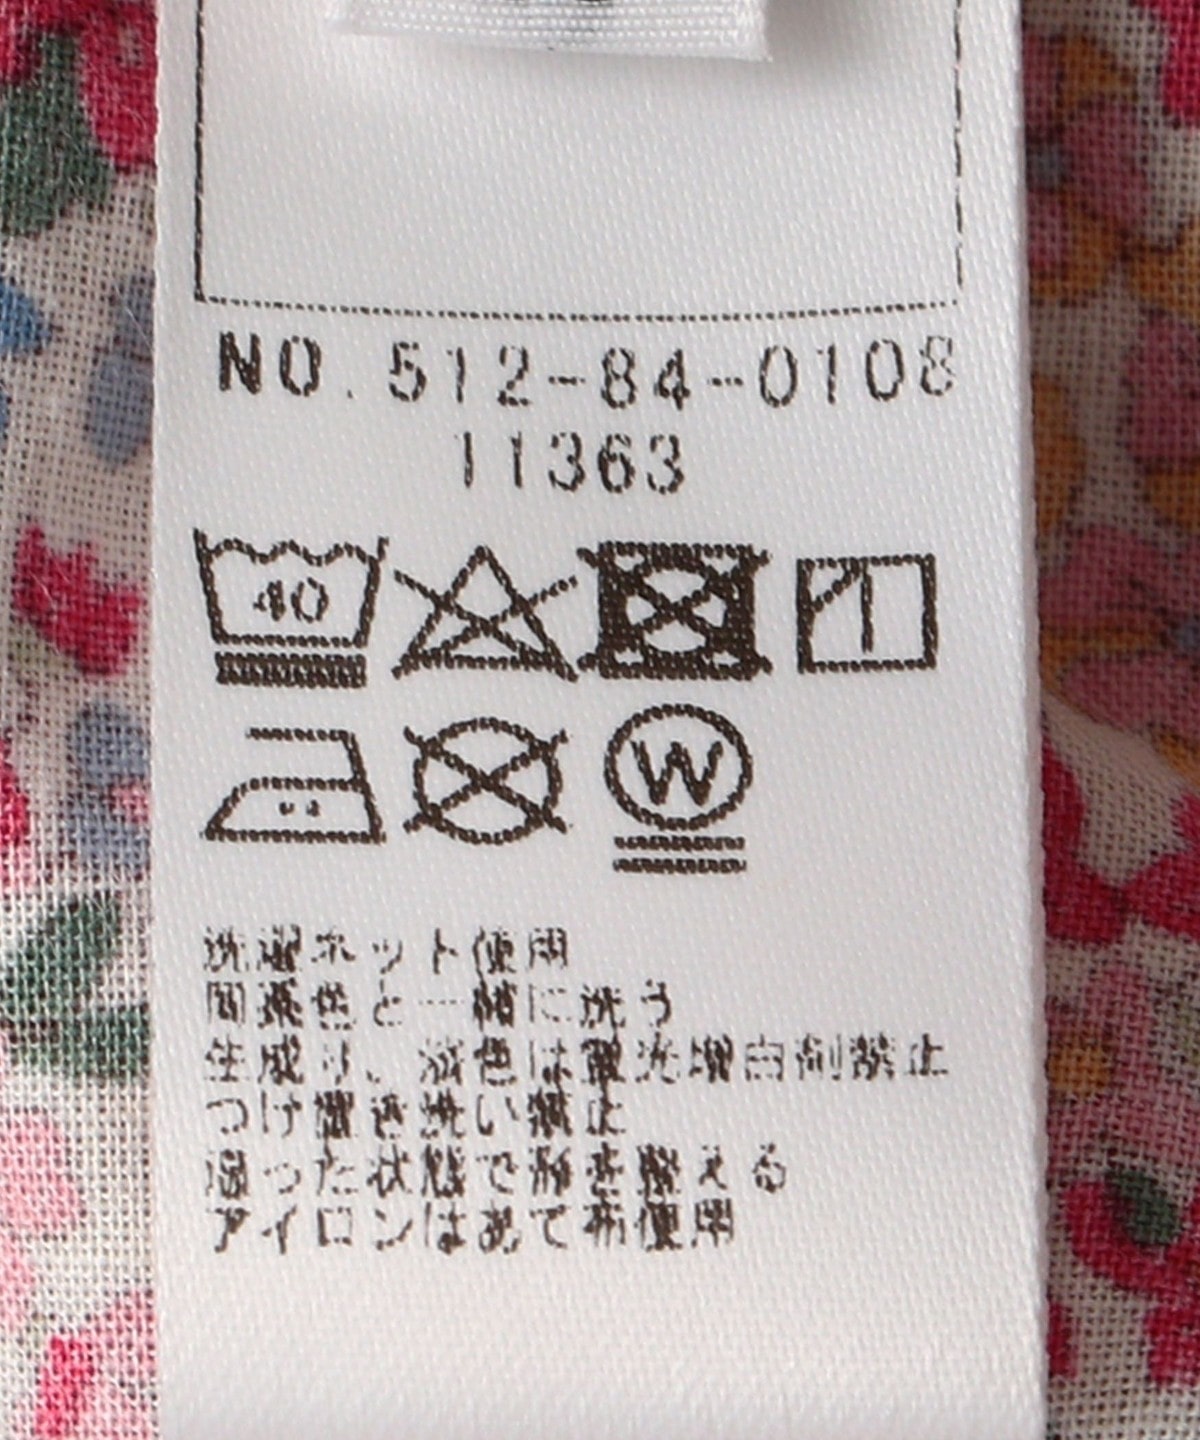 NO.512-84-0108
11363
40
W
洗濯ネット使用
同系色と一緒に洗う
生成り、淡色は蛍光増白剤禁止
つけ置き洗い禁止
湿った状態で形を整える
アイロンはあて布使用